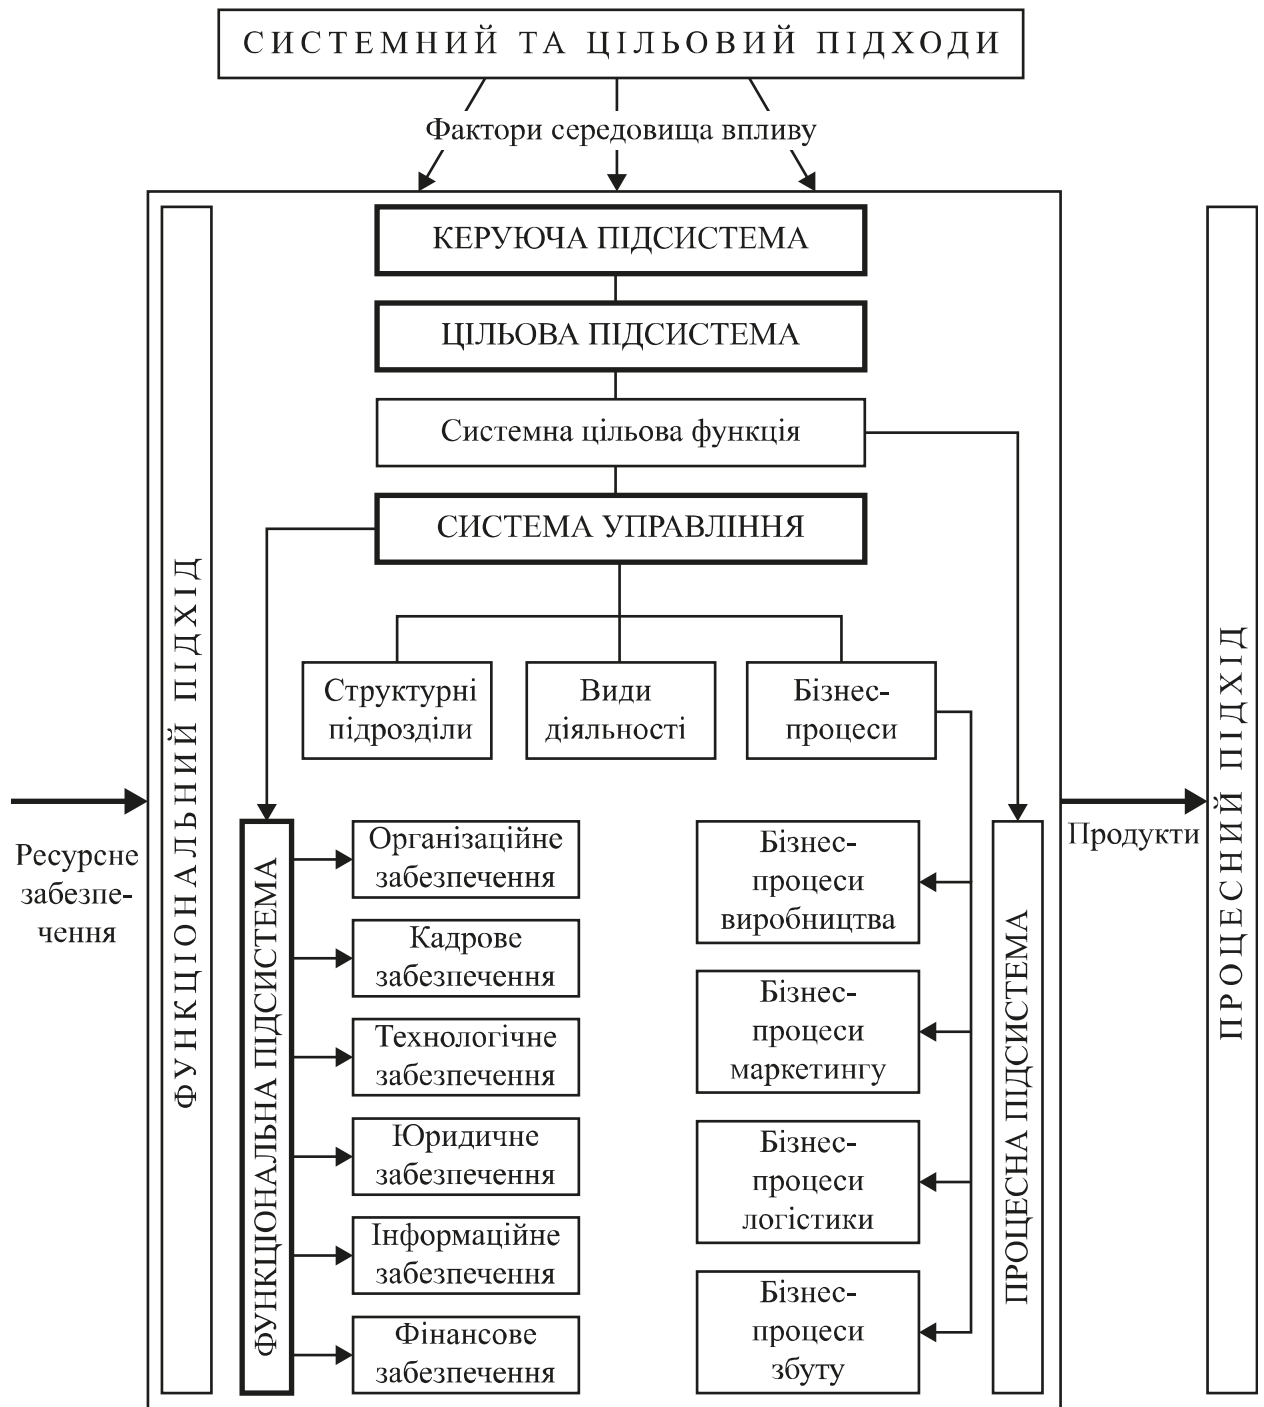 СИСТЕМНИЙ ТА ЦІЛЬОВИЙ ПІДХОДИ
Фактори середовища впливу
ФУНКЦІОНАЛЬНИЙ ПІДХІД
КЕРУЮЧА ПІДСИСТЕМА
ЦІЛЬОВА ПІДСИСТЕМА
Системна цільова функція
СИСТЕМА УПРАВЛІННЯ
Структурні
підрозділи
Види
діяльності
Бізнес-
процеси
Ресурсне
забезпе-
чення
ФУНКЦІОНАЛЬНА ПІДСИСТЕМА
Організаційне
забезпечення
Кадрове
забезпечення
Технологічне
забезпечення
Юридичне
забезпечення
Інформаційне
забезпечення
Фінансове
забезпечення
Бізнес-
процеси
виробництва
Бізнес-
процеси
маркетингу
Бізнес-
процеси
логістики
Бізнес-
процеси
збуту
ПРОЦЕСНА ПІДСИСТЕМА
Продукти
ПРОЦЕСНИЙ ПІДХІД